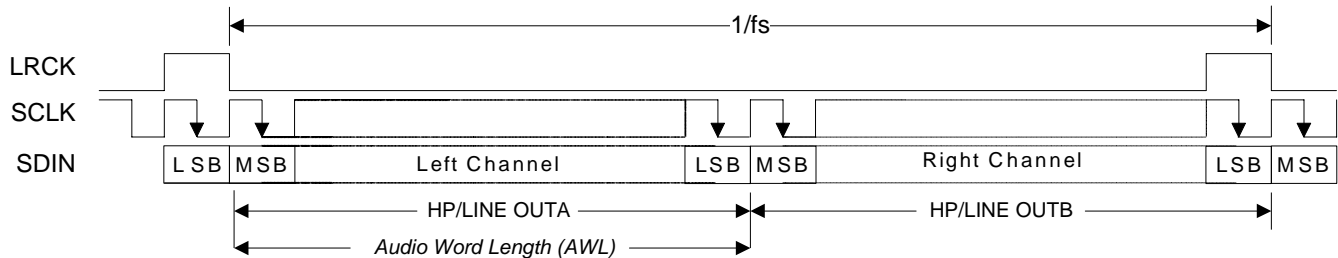 1/fs
LRCK
SCLK
SDIN LSB MSB Left Channel LSB MSB Right Channel LSB MSB
HP/LINE OUTA HP/LINE OUTB
Audio Word Length (AWL)